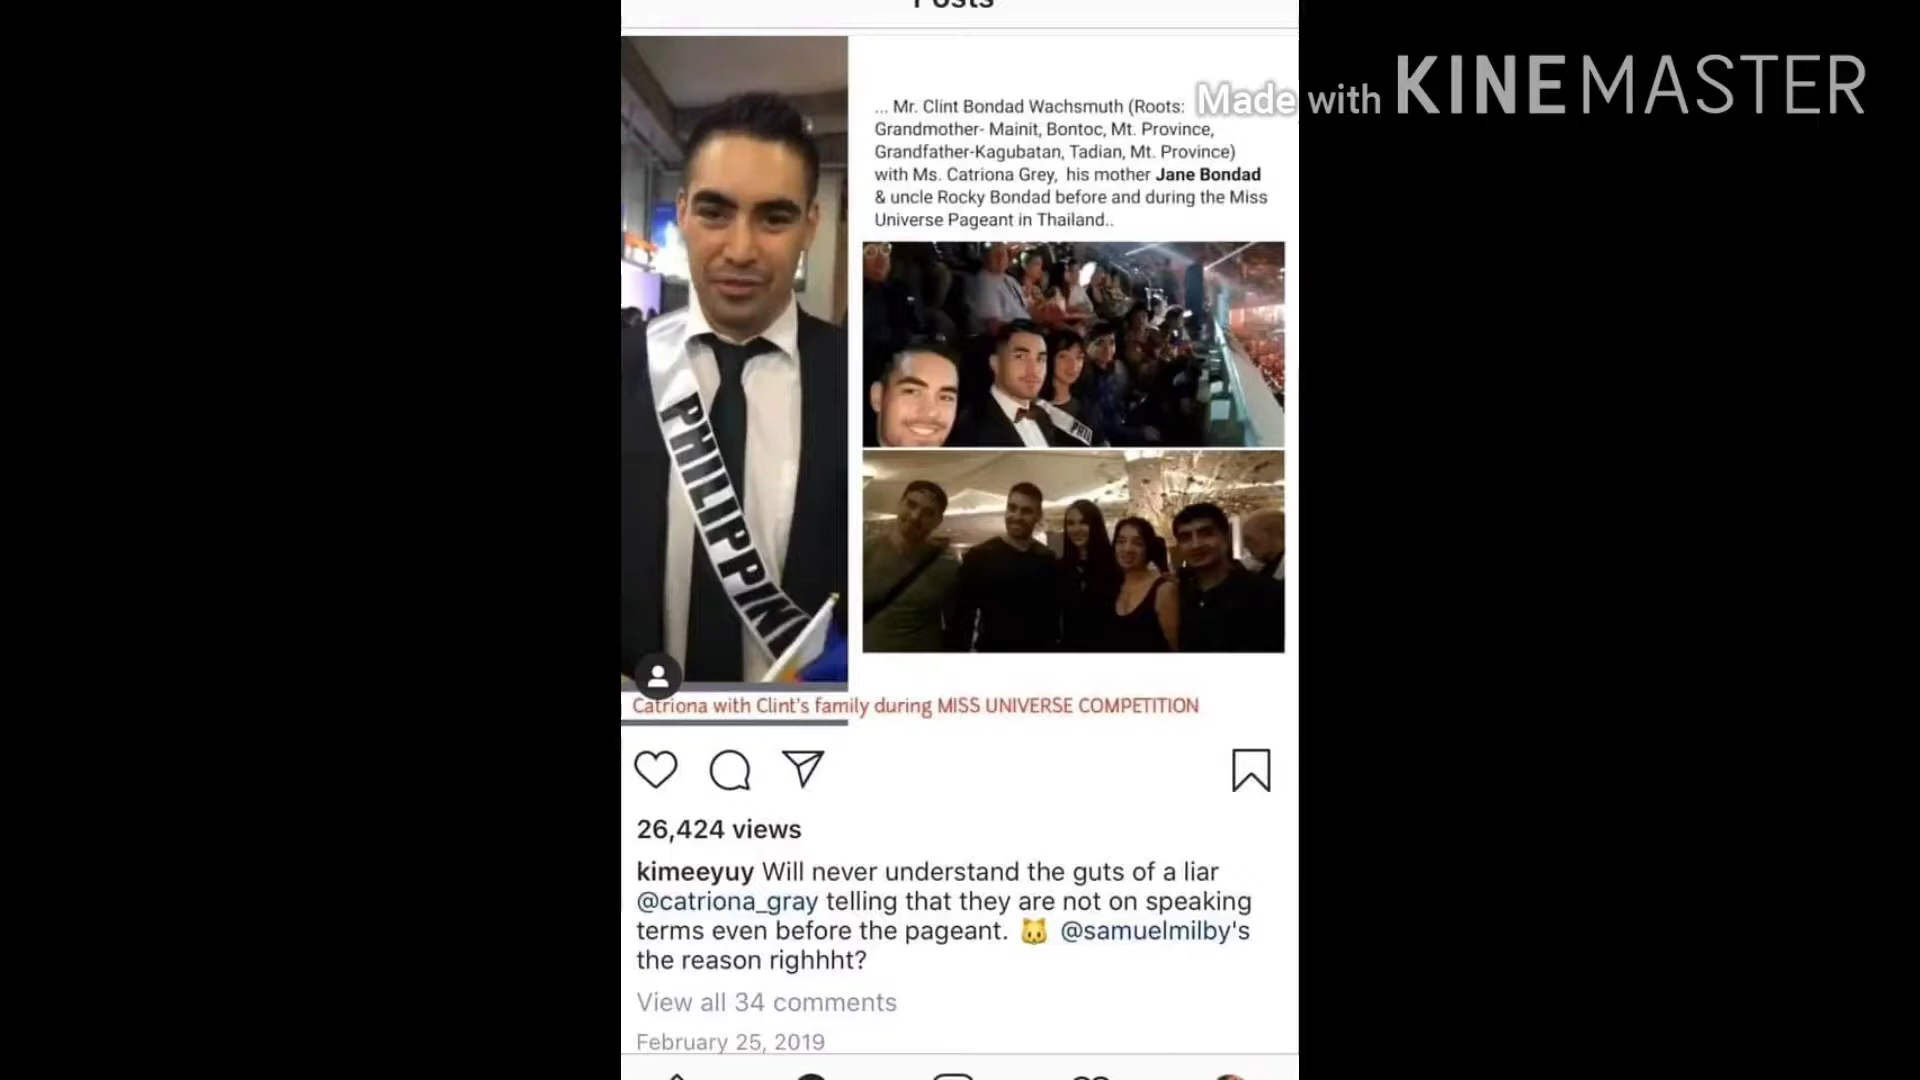 Posts
Made with KINEMASTER
... Mr. Clint Bondad Wachsmuth (Roots:
Grandmother- Mainit, Bontoc, Mt. Province,
Grandfather-Kagubatan, Tadian, Mt. Province)
with Ms. Catriona Grey, his mother Jane Bondad
& uncle Rocky Bondad before and during the Miss
Universe Pageant in Thailand..
PHILIPPIN
PHIL
Catriona with Clint's family during MISS UNIVERSE COMPETITION
26,424 views
kimeeyuy Will never understand the guts of a liar
@catriona_gray telling that they are not on speaking
terms even before the pageant. 🐱 @samuelmilby's
the reason righhht?
View all 34 comments
February 25, 2019